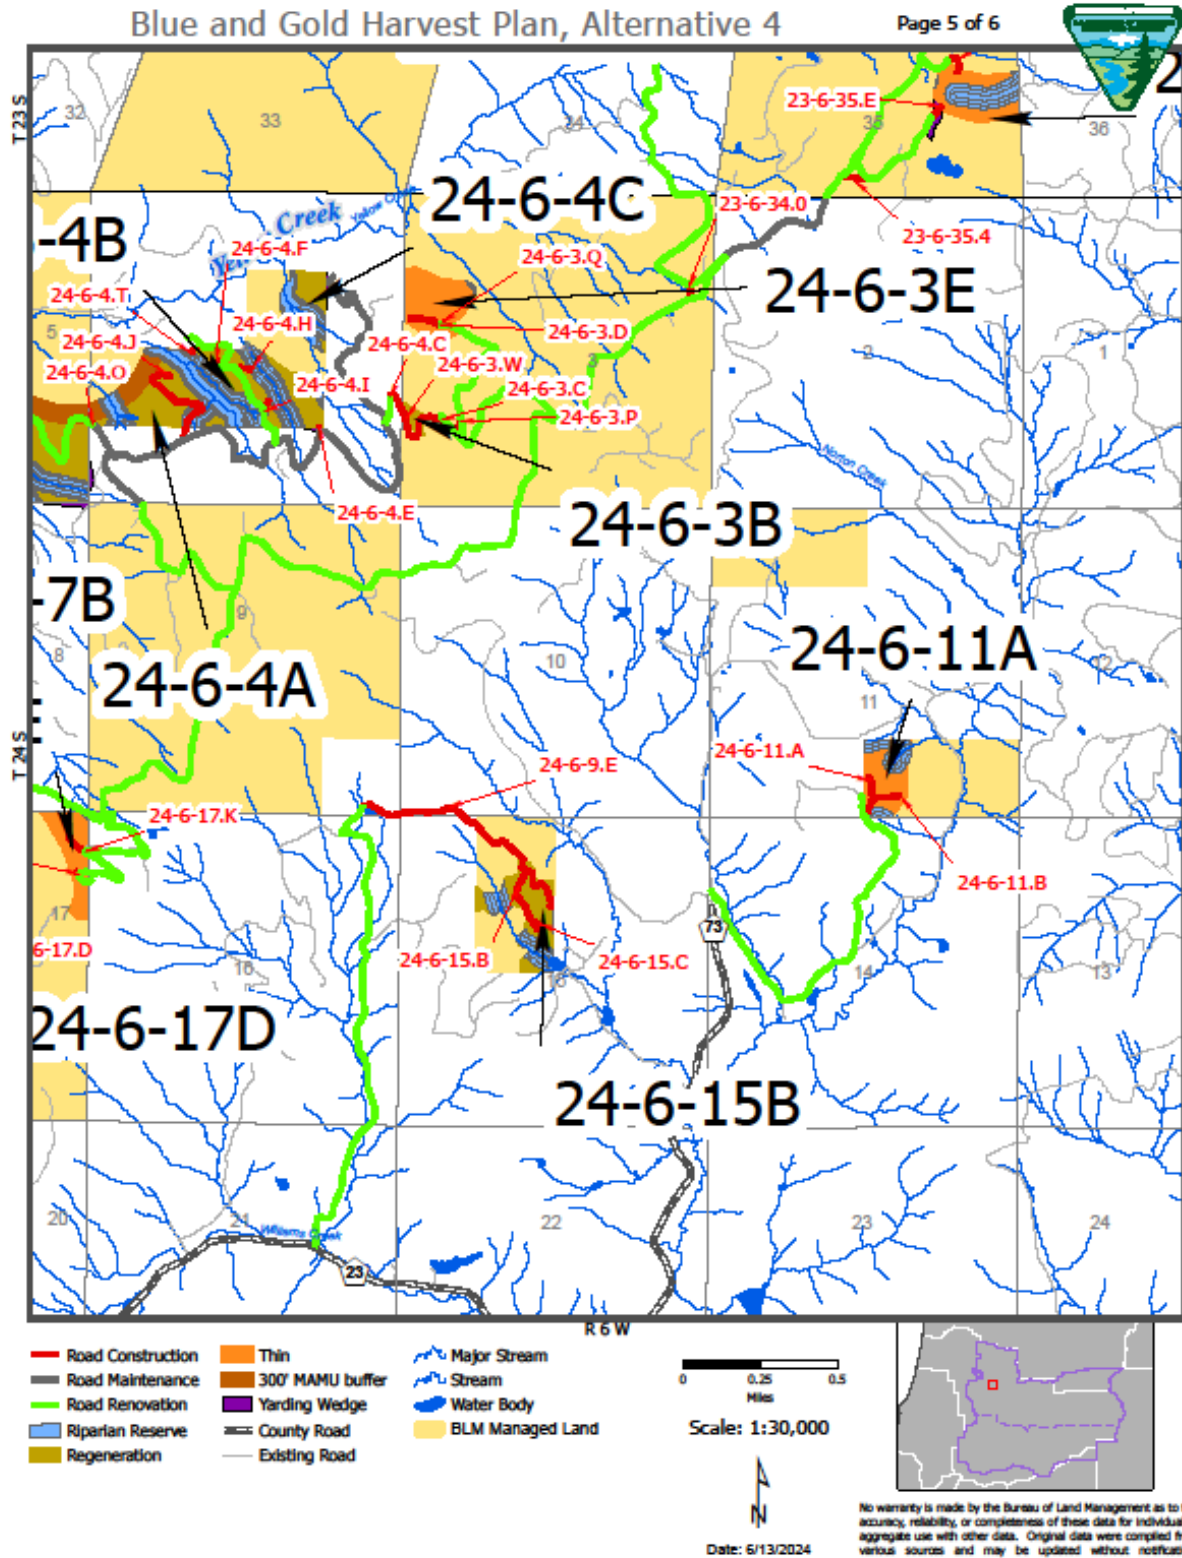 Blue and Gold Harvest Plan, Alternative 4
Page 5 of 6
T 23 S
32
33
34
35
36
2
23-6-35.E
23-6-34.0
23-6-35.4
Yellow Creek
24-6-4C
-4B
24-6-4.F
24-6-3.Q
24-6-4.T
24-6-3E
5
24-6-4.H
24-6-3.D
24-6-4.J
24-6-4.C
24-6-3.W
3
2
1
24-6-4.O
24-6-4.I
24-6-3.C
24-6-3.P
Norton Creek
24-6-4.E
24-6-3B
-7B
9
8
10
24-6-11A
12
24-6-4A
11
T 24 S
24-6-11.A
24-6-9.E
24-6-17.K
24-6-11.B
17
73
6-17.D
16
24-6-15.B
24-6-15.C
15
14
13
24-6-17D
24-6-15B
20
21
22
23
24
Williams Creek
23
R 6 W
Road Construction
Road Maintenance
Road Renovation
Riparian Reserve
Regeneration
Thin
300' MAMU buffer
Yarding Wedge
County Road
Existing Road
Major Stream
Stream
Water Body
BLM Managed Land
0 0.25 0.5
Miles
Scale: 1:30,000
N
Date: 6/13/2024
No warranty is made by the Bureau of Land Management as to
accuracy, reliability, or completeness of these data for individual
aggregate use with other data. Original data were compiled
various sources and may be updated without